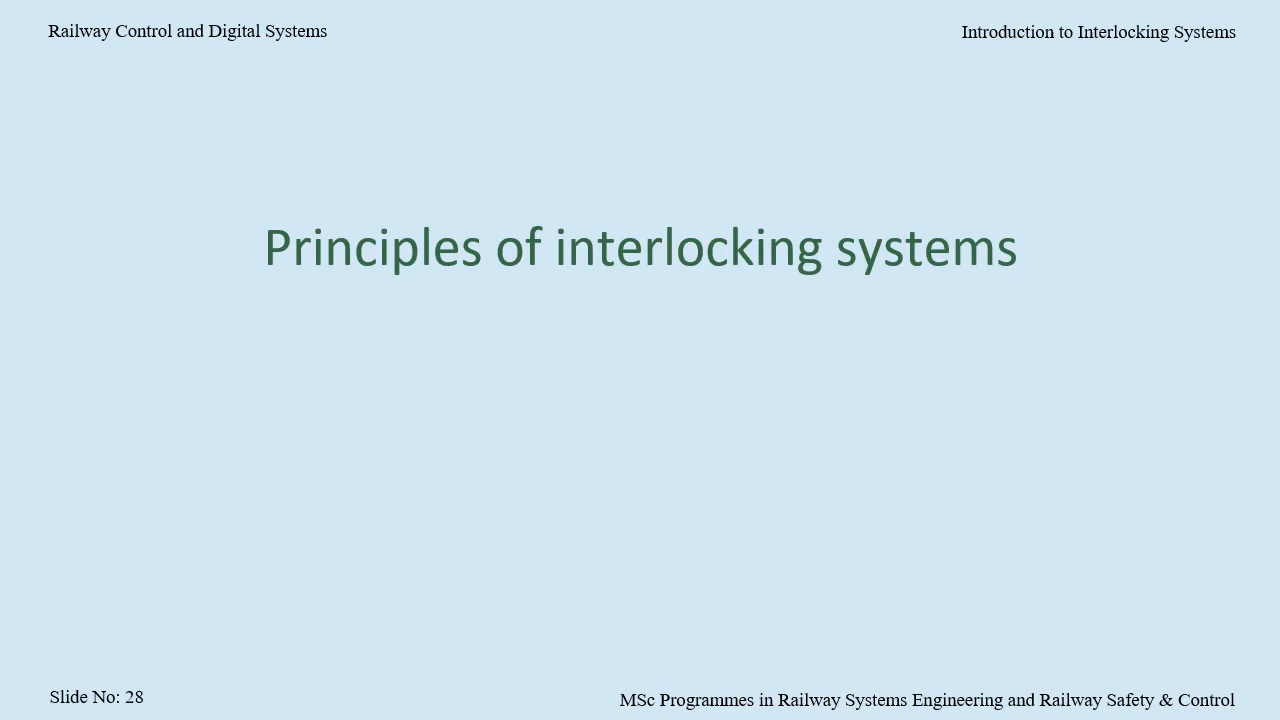 Railway Control and Digital Systems
Introduction to Interlocking Systems
Principles of interlocking systems
Slide No: 28
MSc Programmes in Railway Systems Engineering and Railway Safety & Control